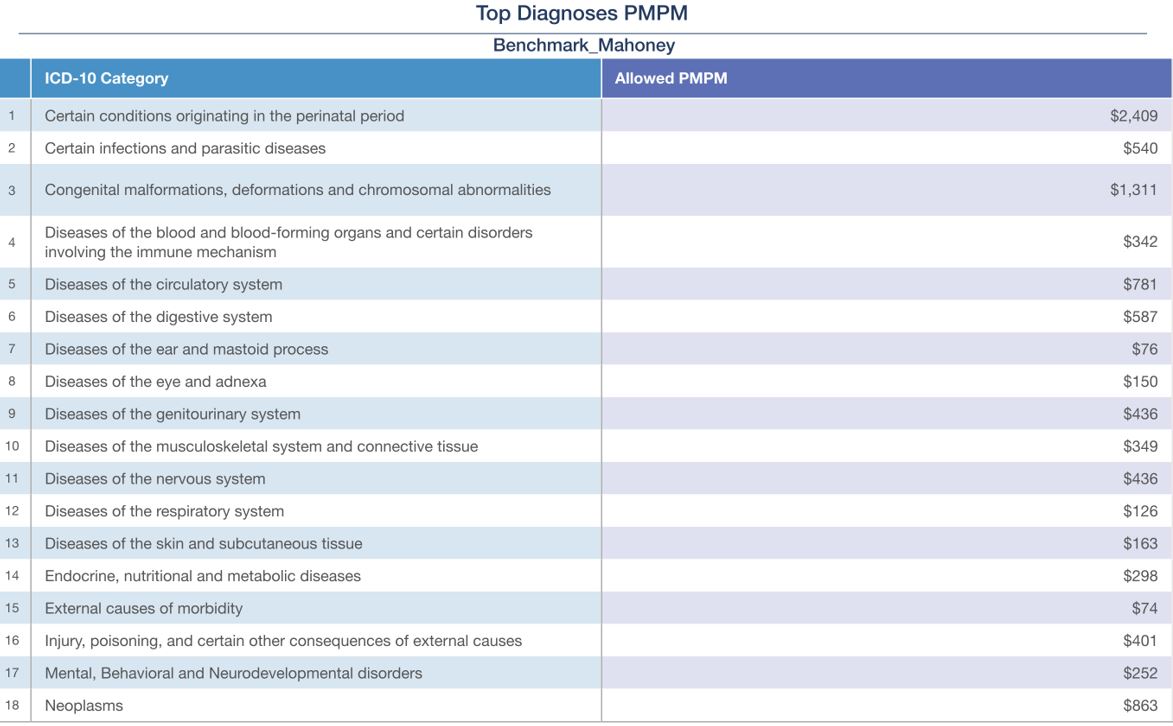 Top Diagnoses PMPM
Benchmark_Mahoney
ICD-10 Category Allowed PMPM
1 Certain conditions originating in the perinatal period $2,409
2 Certain infections and parasitic diseases $540
3 Congenital malformations, deformations and chromosomal abnormalities $1,311
4 Diseases of the blood and blood-forming organs and certain disorders
involving the immune mechanism $342
5 Diseases of the circulatory system $781
6 Diseases of the digestive system $587
7 Diseases of the ear and mastoid process $76
8 Diseases of the eye and adnexa $150
9 Diseases of the genitourinary system $436
10 Diseases of the musculoskeletal system and connective tissue $349
11 Diseases of the nervous system $436
12 Diseases of the respiratory system $126
13 Diseases of the skin and subcutaneous tissue $163
14 Endocrine, nutritional and metabolic diseases $298
15 External causes of morbidity $74
16 Injury, poisoning, and certain other consequences of external causes $401
17 Mental, Behavioral and Neurodevelopmental disorders $252
18 Neoplasms $863